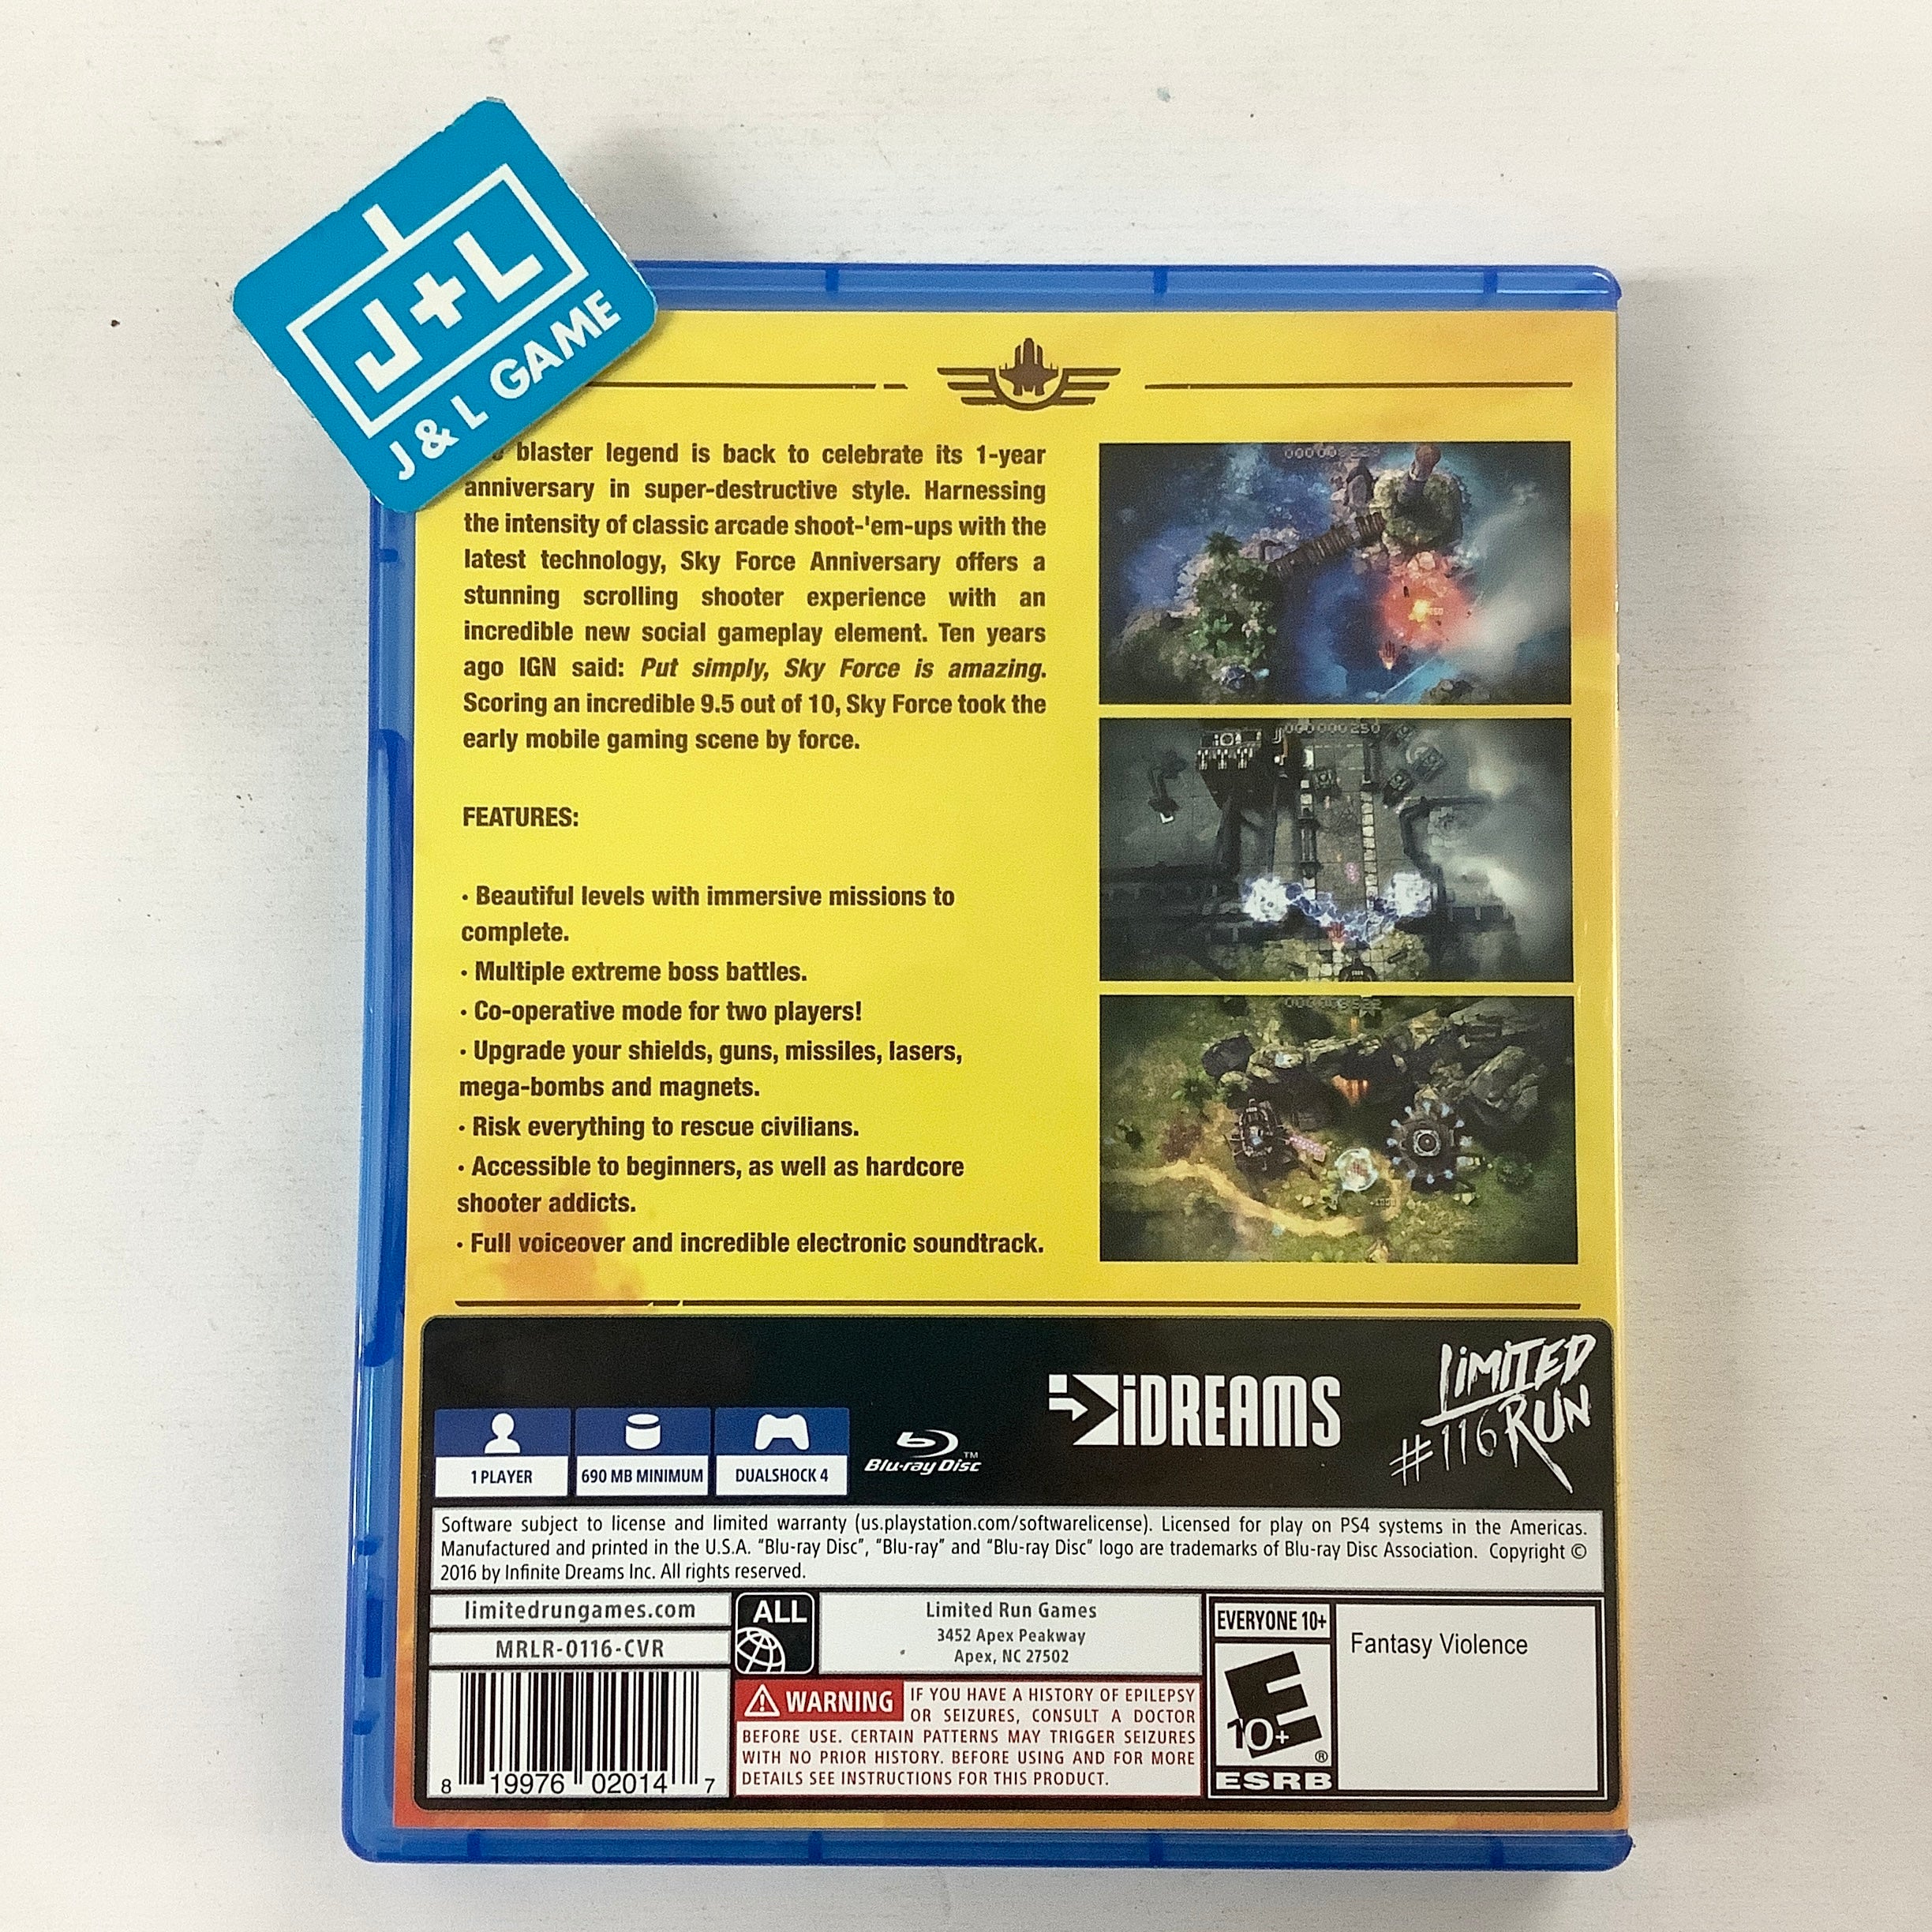 J+L
J & L GAME
blaster legend is back to celebrate its 1-year
anniversary in super-destructive style. Harnessing
the intensity of classic arcade shoot-'em-ups with the
latest technology, Sky Force Anniversary offers a
stunning scrolling shooter experience with an
incredible new social gameplay element. Ten years
ago IGN said: Put simply, Sky Force is amazing.
Scoring an incredible 9.5 out of 10, Sky Force took the
early mobile gaming scene by force.
FEATURES:
· Beautiful levels with immersive missions to
complete.
· Multiple extreme boss battles.
· Co-operative mode for two players!
· Upgrade your shields, guns, missiles, lasers,
mega-bombs and magnets.
· Risk everything to rescue civilians.
· Accessible to beginners, as well as hardcore
shooter addicts.
· Full voiceover and incredible electronic soundtrack.
1 PLAYER
690 MB MINIMUM
DUALSHOCK 4
Blu-ray Disc™
iDREAMS
LIMITED
RUN
#116
Software subject to license and limited warranty (us.playstation.com/softwarelicense). Licensed for play on PS4 systems in the Americas.
Manufactured and printed in the U.S.A. “Blu-ray Disc”, “Blu-ray” and “Blu-ray Disc” logo are trademarks of Blu-ray Disc Association. Copyright ©
2016 by Infinite Dreams Inc. All rights reserved.
limitedrungames.com
MRLR-0116-CVR
8 19976 02014 7
ALL
Limited Run Games
3452 Apex Peakway
Apex, NC 27502
WARNING IF YOU HAVE A HISTORY OF EPILEPSY
OR SEIZURES, CONSULT A DOCTOR
BEFORE USE. CERTAIN PATTERNS MAY TRIGGER SEIZURES
WITH NO PRIOR HISTORY. BEFORE USING AND FOR MORE
DETAILS SEE INSTRUCTIONS FOR THIS PRODUCT.
EVERYONE 10+
E
10+
®
ESRB
Fantasy Violence